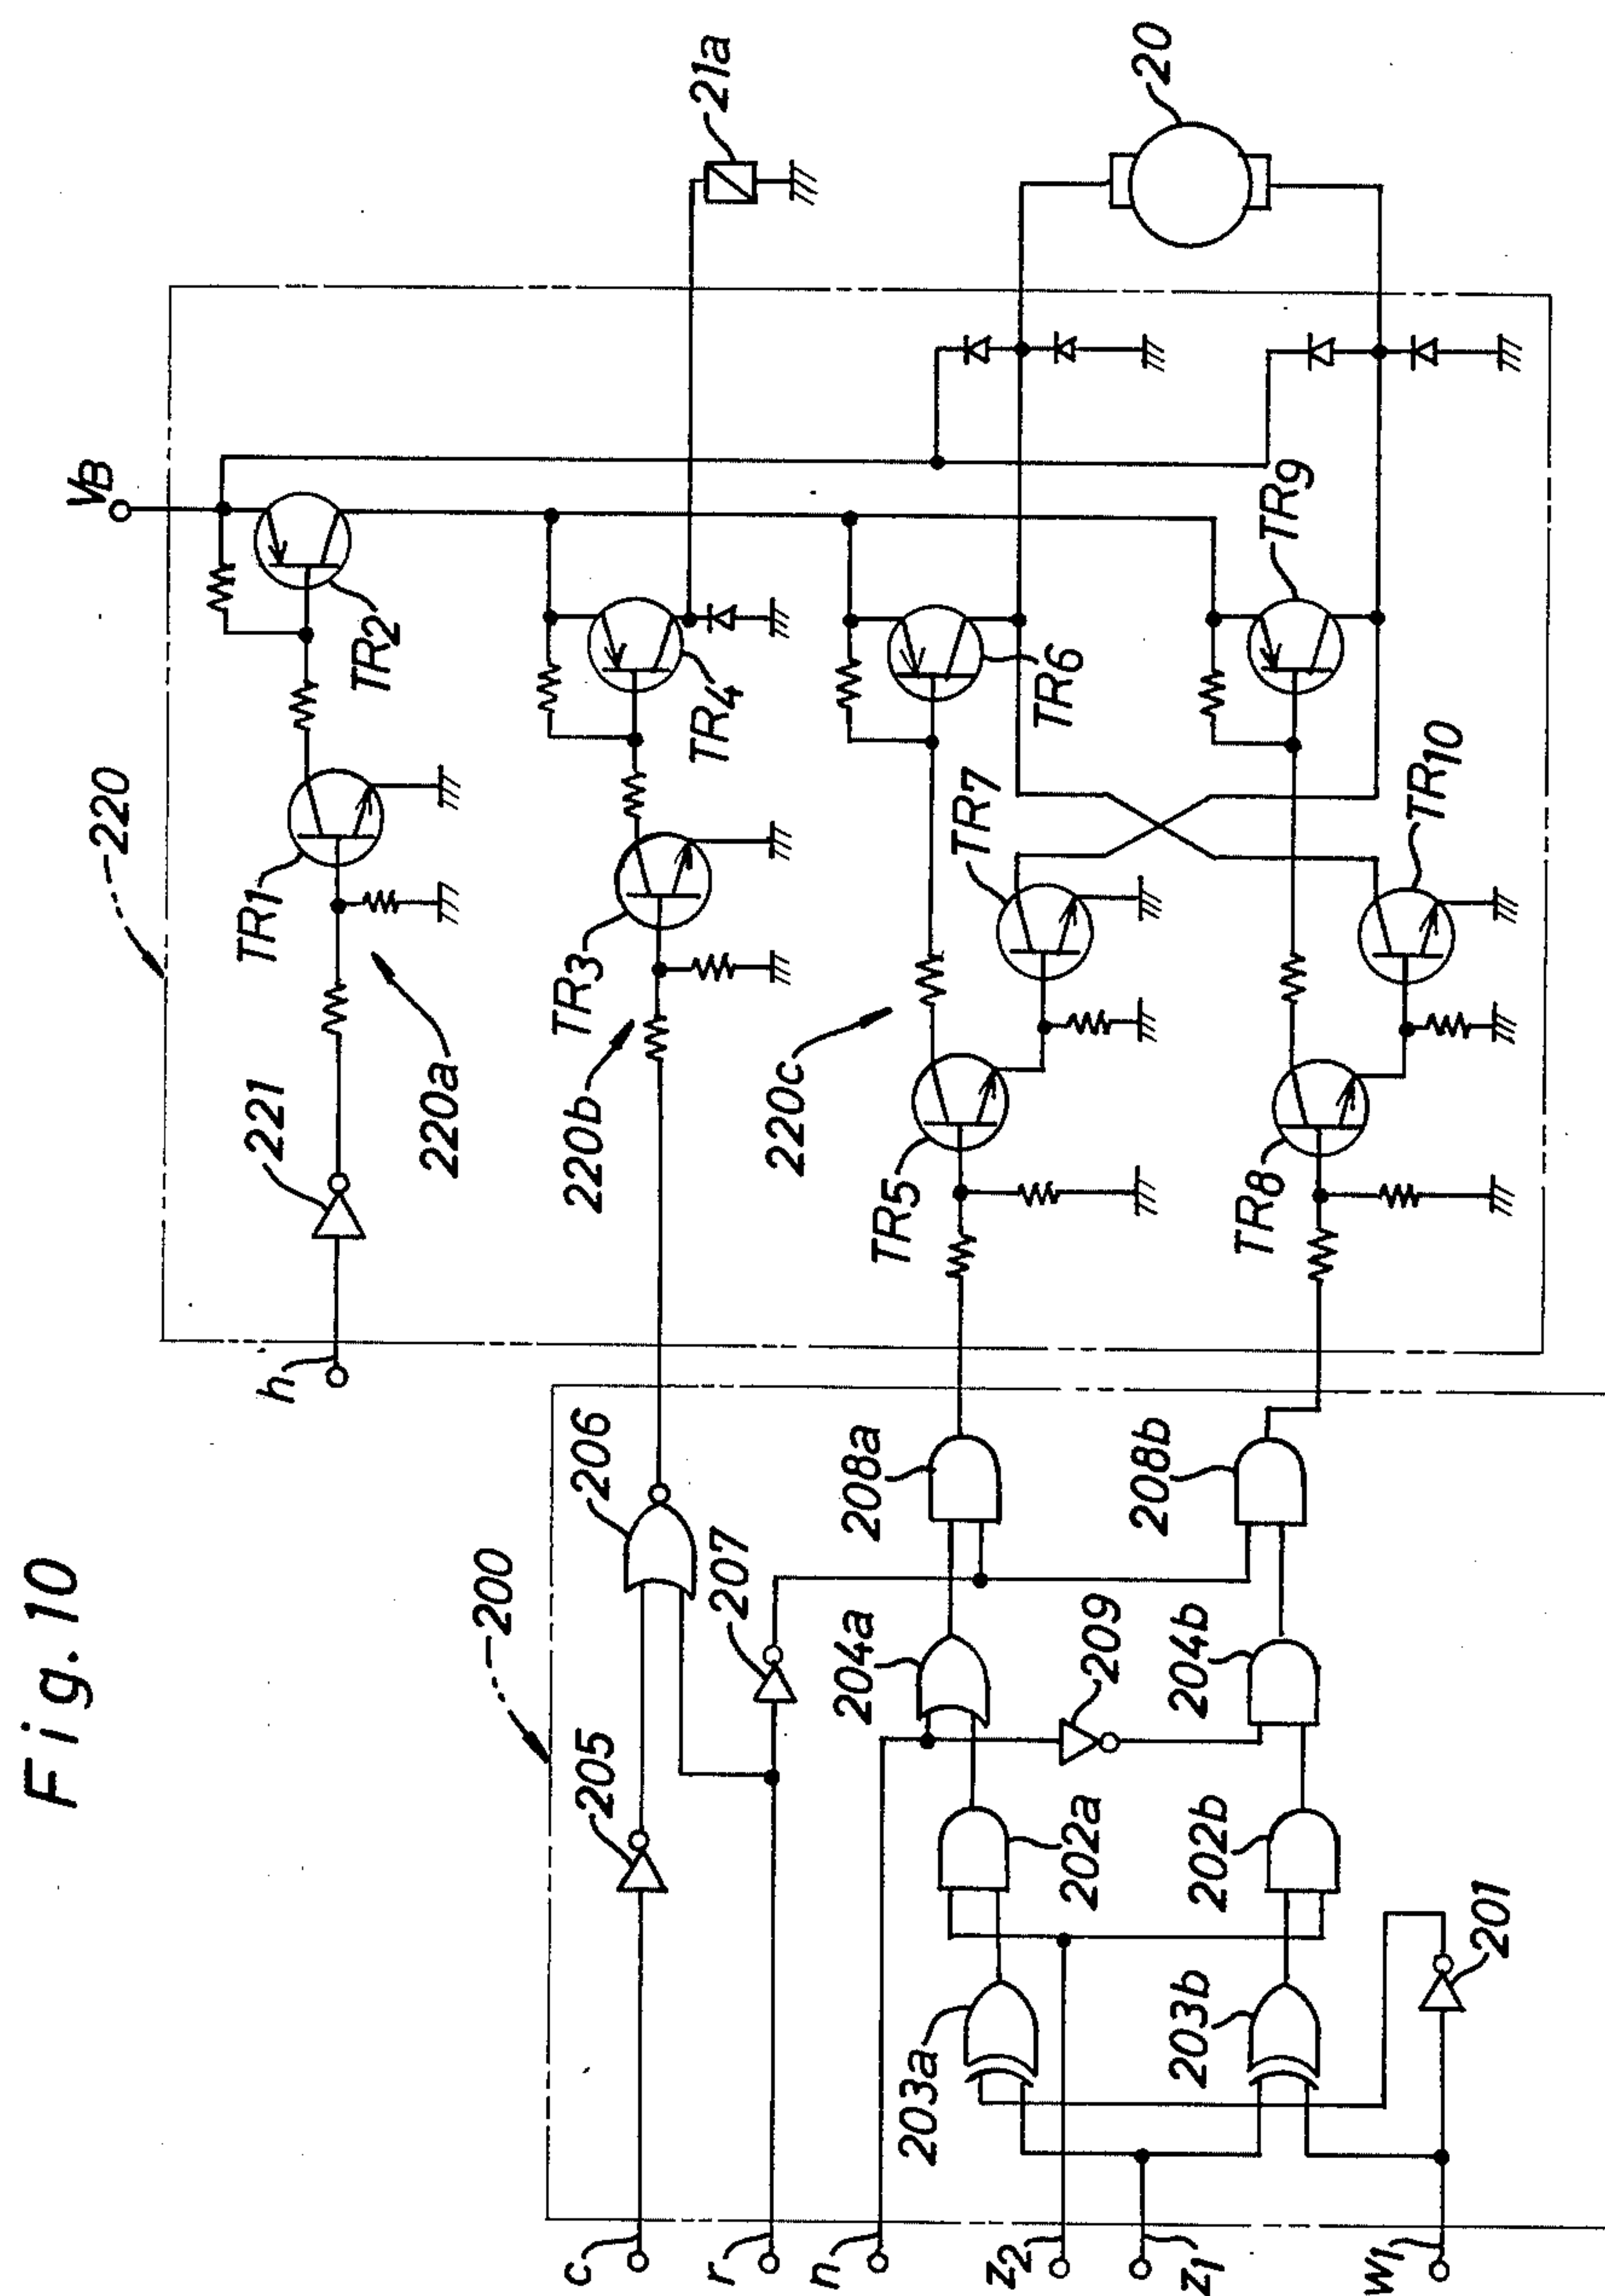 Fig. 10
220
VB
h
221
TR1
TR2
220a
21a
220b
TR3
TR4
20
220c
TR5
TR7
TR6
TR8
TR10
TR9
200
c
205
206
r
207
n
204a
208a
209
z2
203a
202a
z1
203b
202b
204b
208b
w1
201